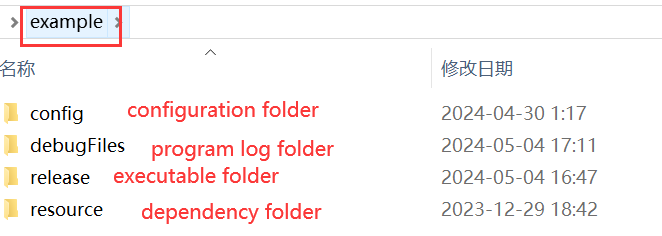 example
名称 修改日期
config configuration folder 2024-04-30 1:17
debugFiles program log folder 2024-05-04 17:11
release executable folder 2024-05-04 16:47
resource dependency folder 2023-12-29 18:42